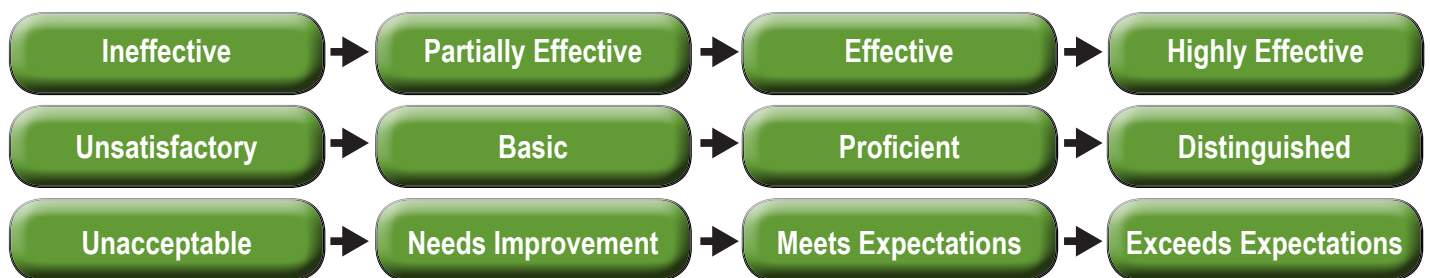 Ineffective Partially Effective Effective Highly Effective
Unsatisfactory Basic Proficient Distinguished
Unacceptable Needs Improvement Meets Expectations Exceeds Expectations